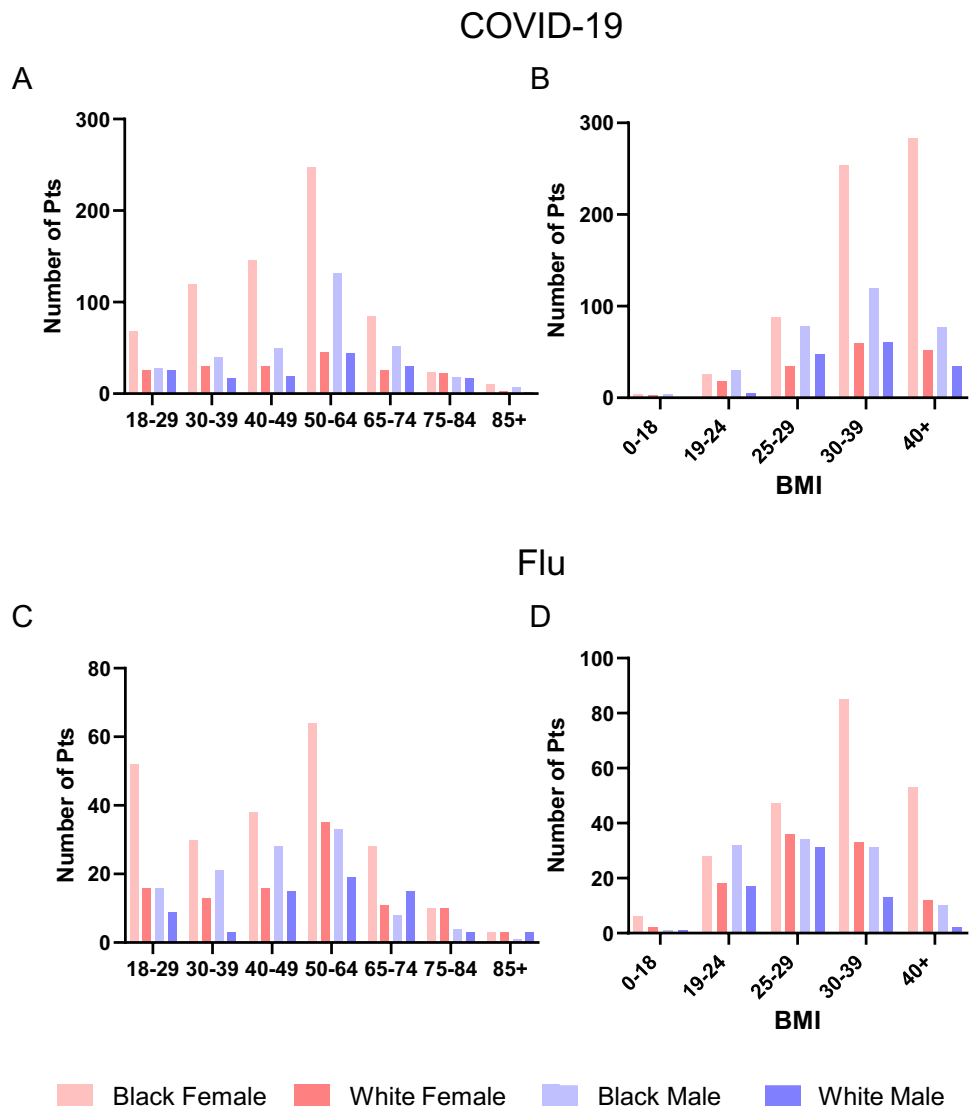 COVID-19
A
B
Number of Pts
300
200
100
0
18-29 30-39 40-49 50-64 65-74 75-84 85+
Number of Pts
300
200
100
0
0-18 19-24 25-29 30-39 40+
BMI
Flu
C
D
Number of Pts
80
60
40
20
0
18-29 30-39 40-49 50-64 65-74 75-84 85+
Number of Pts
100
80
60
40
20
0
0-18 19-24 25-29 30-39 40+
BMI
Black Female White Female Black Male White Male